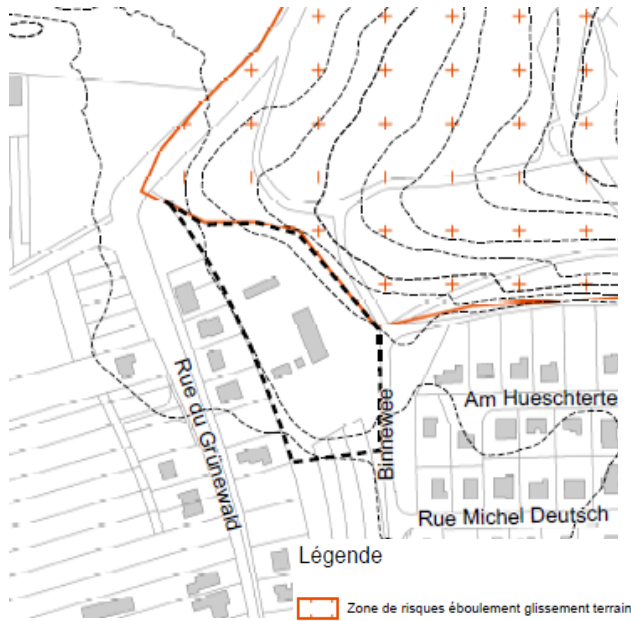 Rue du Grünewald
Binnewee
Am Hueschterte
Rue Michel Deutsch
Légende
Zone de risques éboulement glissement terrain